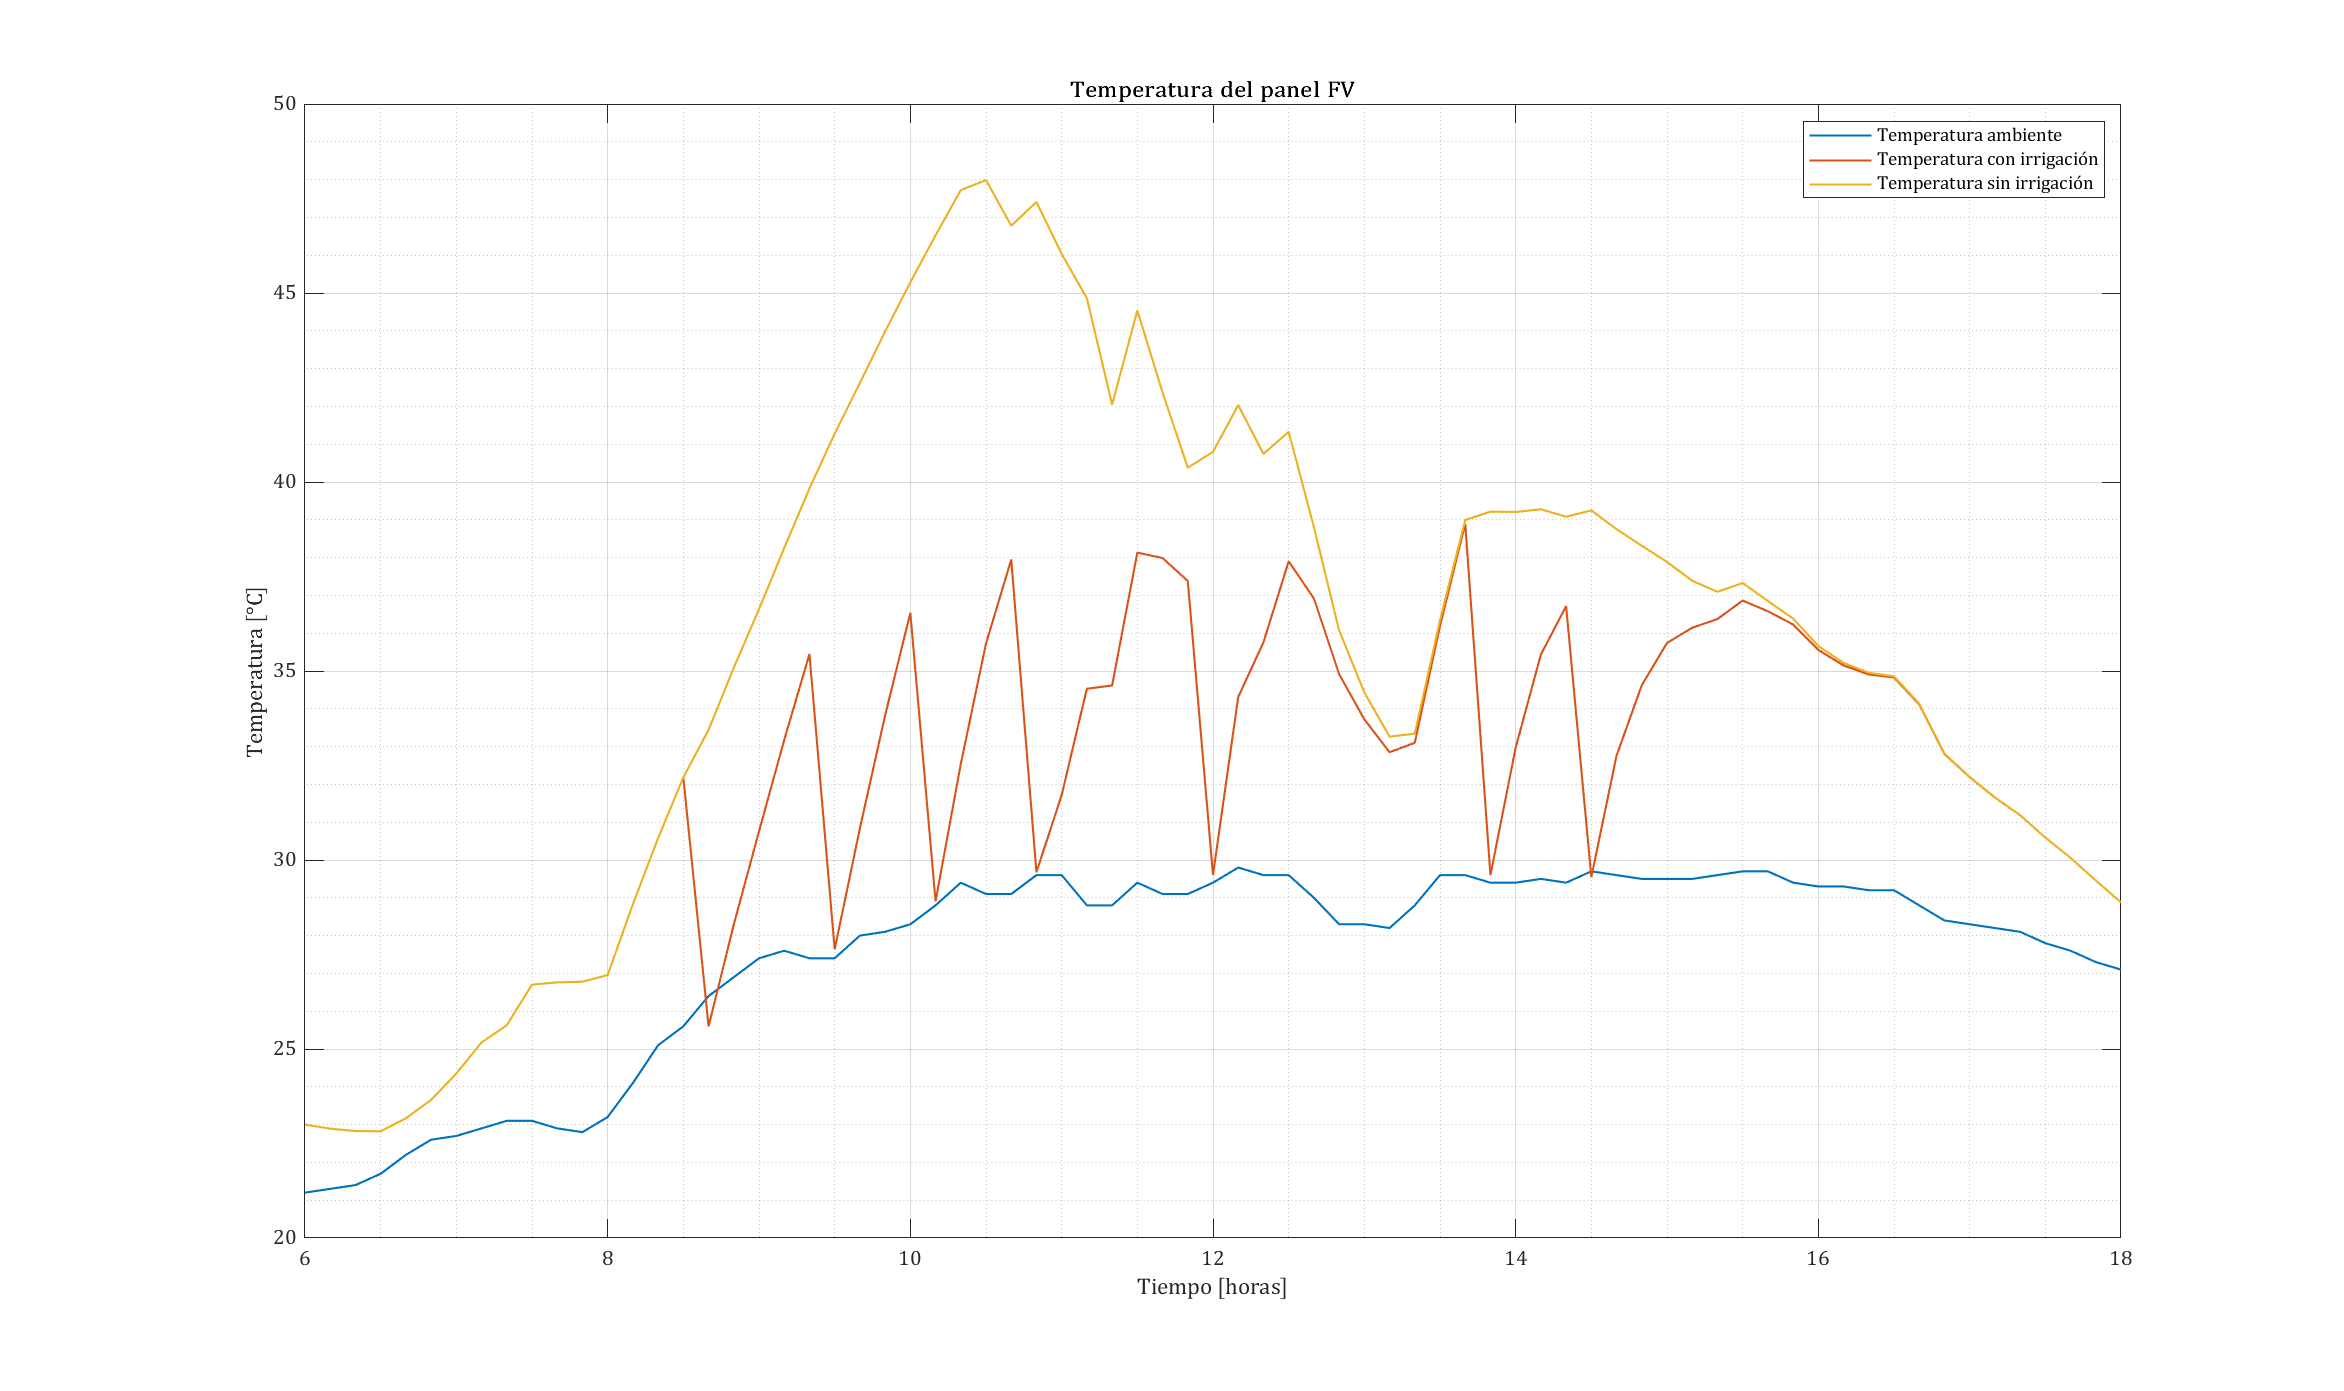 Temperatura del panel FV
50
45
40
35
30
25
20
Temperatura [°C]
Temperatura ambiente
Temperatura con irrigación
Temperatura sin irrigación
6 8 10 12 14 16 18
Tiempo [horas]